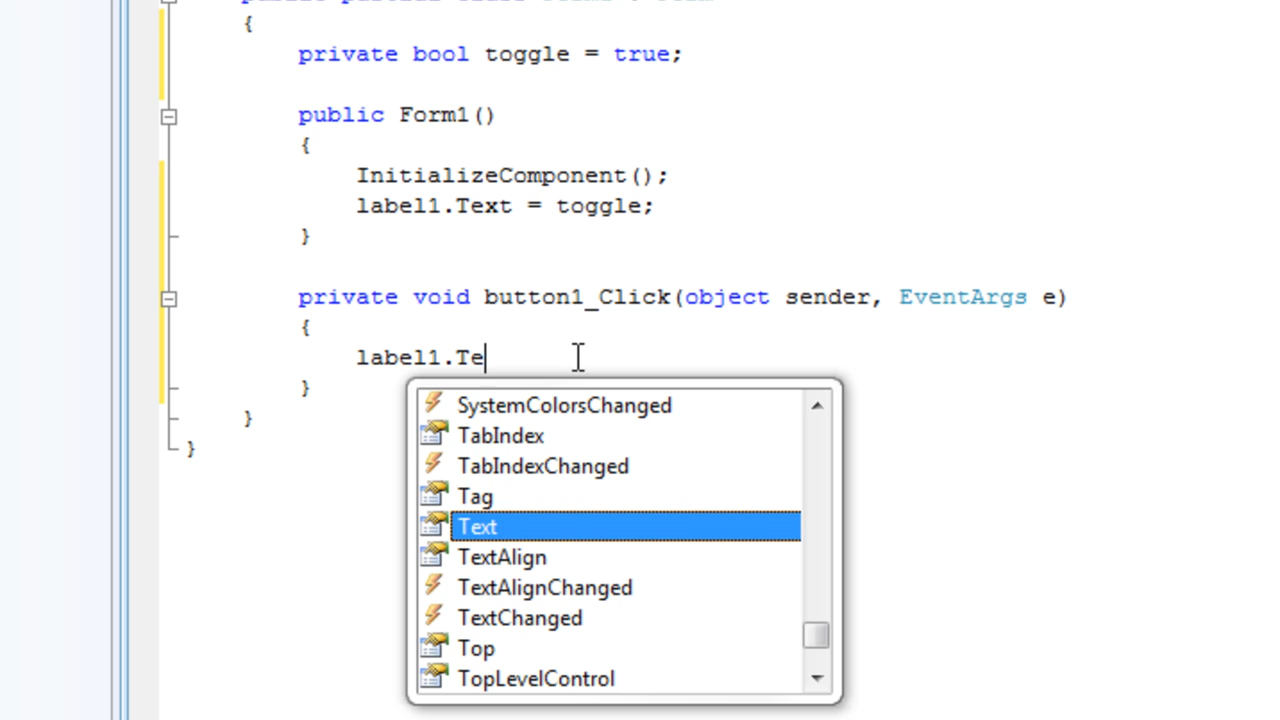 {
private bool toggle = true;
public Form1()
{
InitializeComponent();
label1.Text = toggle;
}
private void button1_Click(object sender, EventArgs e)
{
label1.Te
}
}
}
SystemColorsChanged
TabIndex
TabIndexChanged
Tag
Text
TextAlign
TextAlignChanged
TextChanged
Top
TopLevelControl